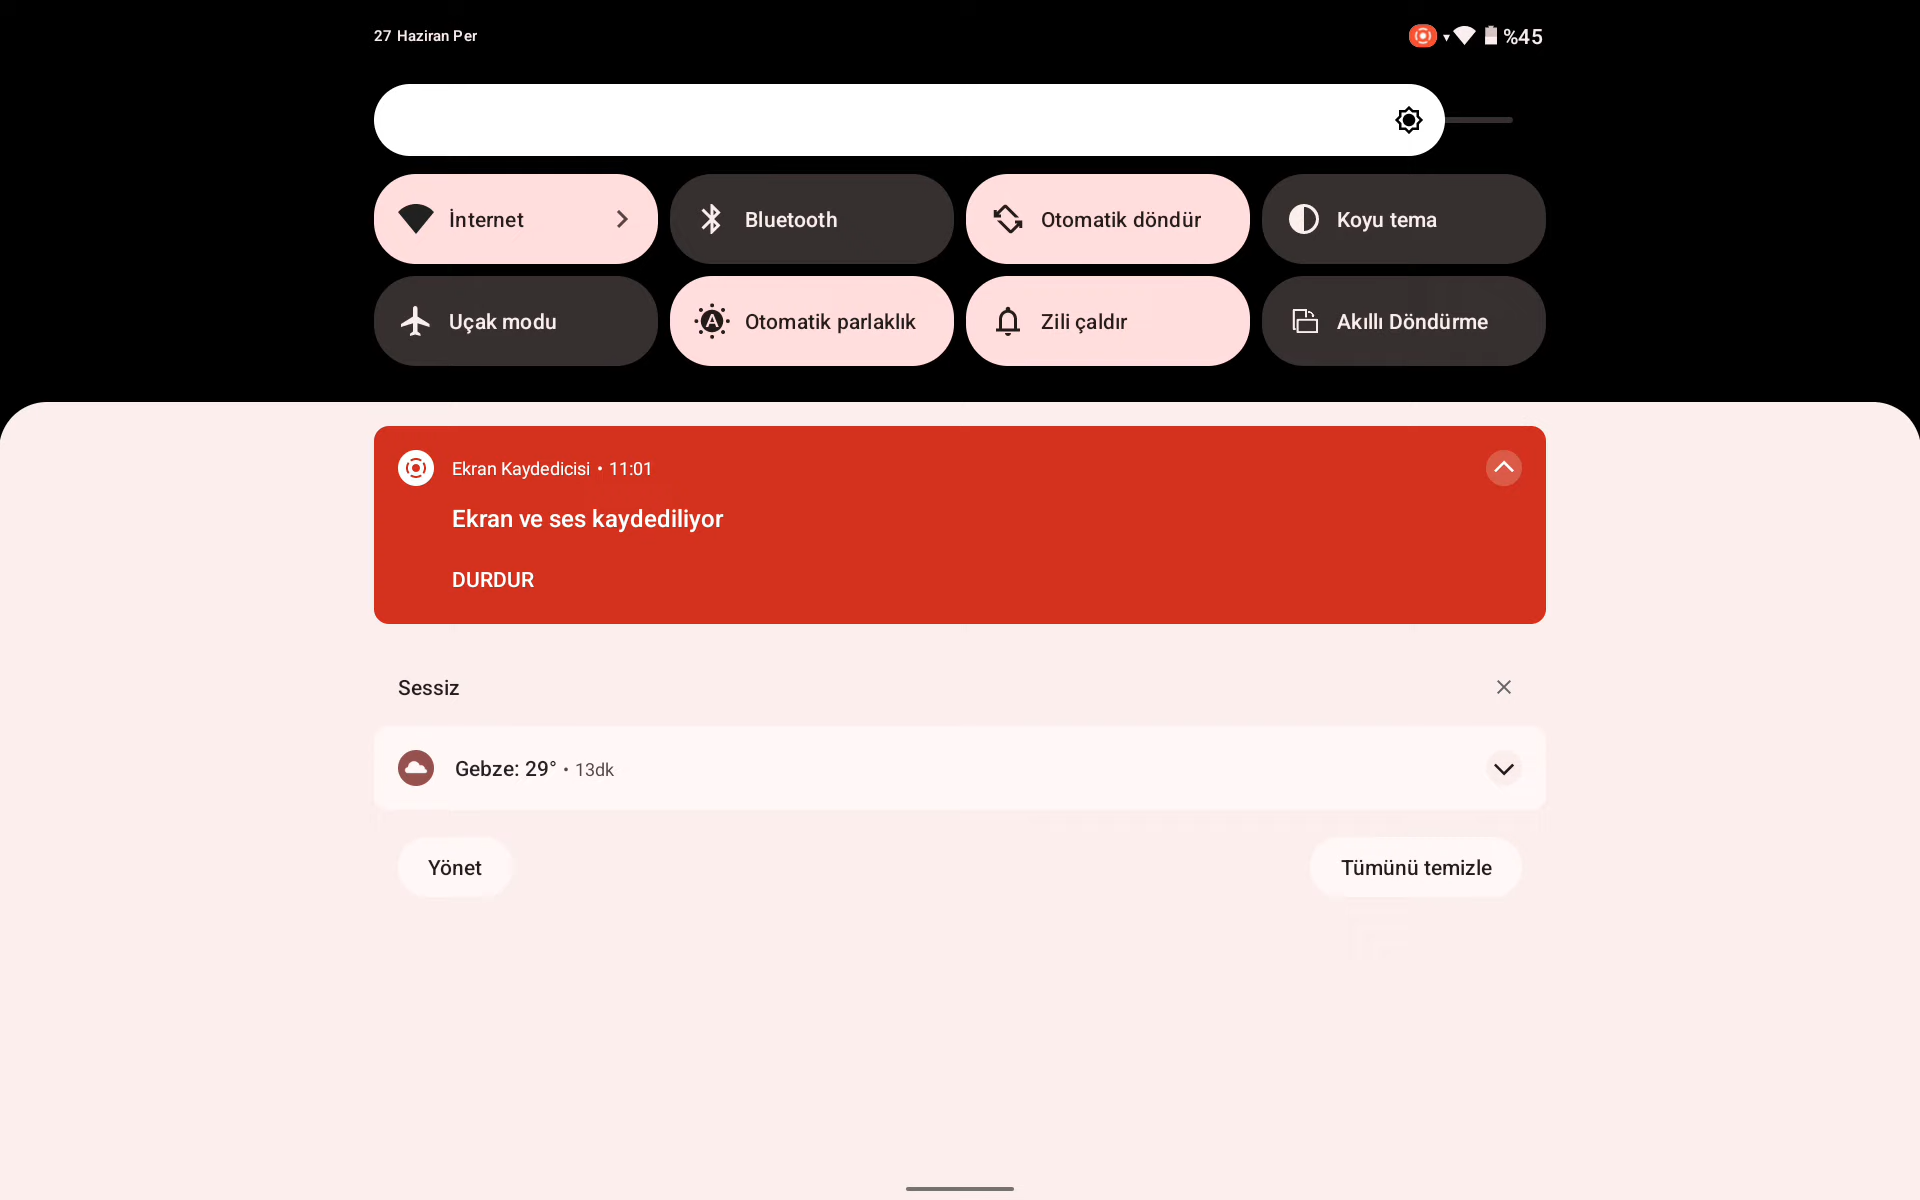 27 Haziran Per
%45
İnternet
Bluetooth
Otomatik döndür
Koyu tema
Uçak modu
A
Otomatik parlaklık
Zili çaldır
Akıllı Döndürme
Ekran Kaydedicisi • 11:01
Ekran ve ses kaydediliyor
DURDUR
Sessiz
Gebze: 29° • 13dk
Yönet
Tümünü temizle